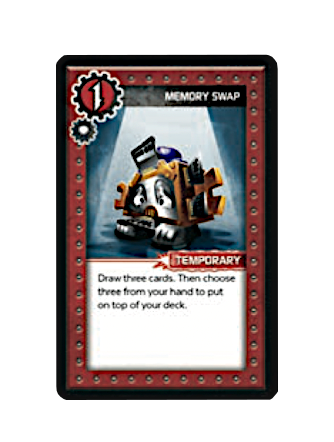 1
MEMORY SWAP
TEMPORARY
Draw three cards. Then choose
three from your hand to put
on top of your deck.